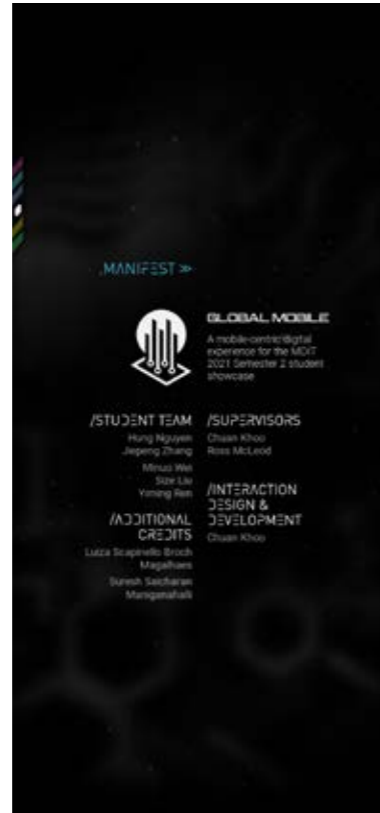 .MANIFEST >>
GLOBAL MOBILE
A mobile-centric digital
experience for the MDIT
2021 Semester 2 student
showcase
/STUDENT TEAM
Hung Nguyen
Jiepeng Zhang
Minuo Wei
Size Liu
Yiming Ren
/ADDITIONAL
CREDITS
Luiza Scapinello Broch
Magalhaes
Suresh Saicharan
Maniganahalli
/SUPERVISORS
Chuan Khoo
Ross McLeod
/INTERACTION
DESIGN &
DEVELOPMENT
Chuan Khoo